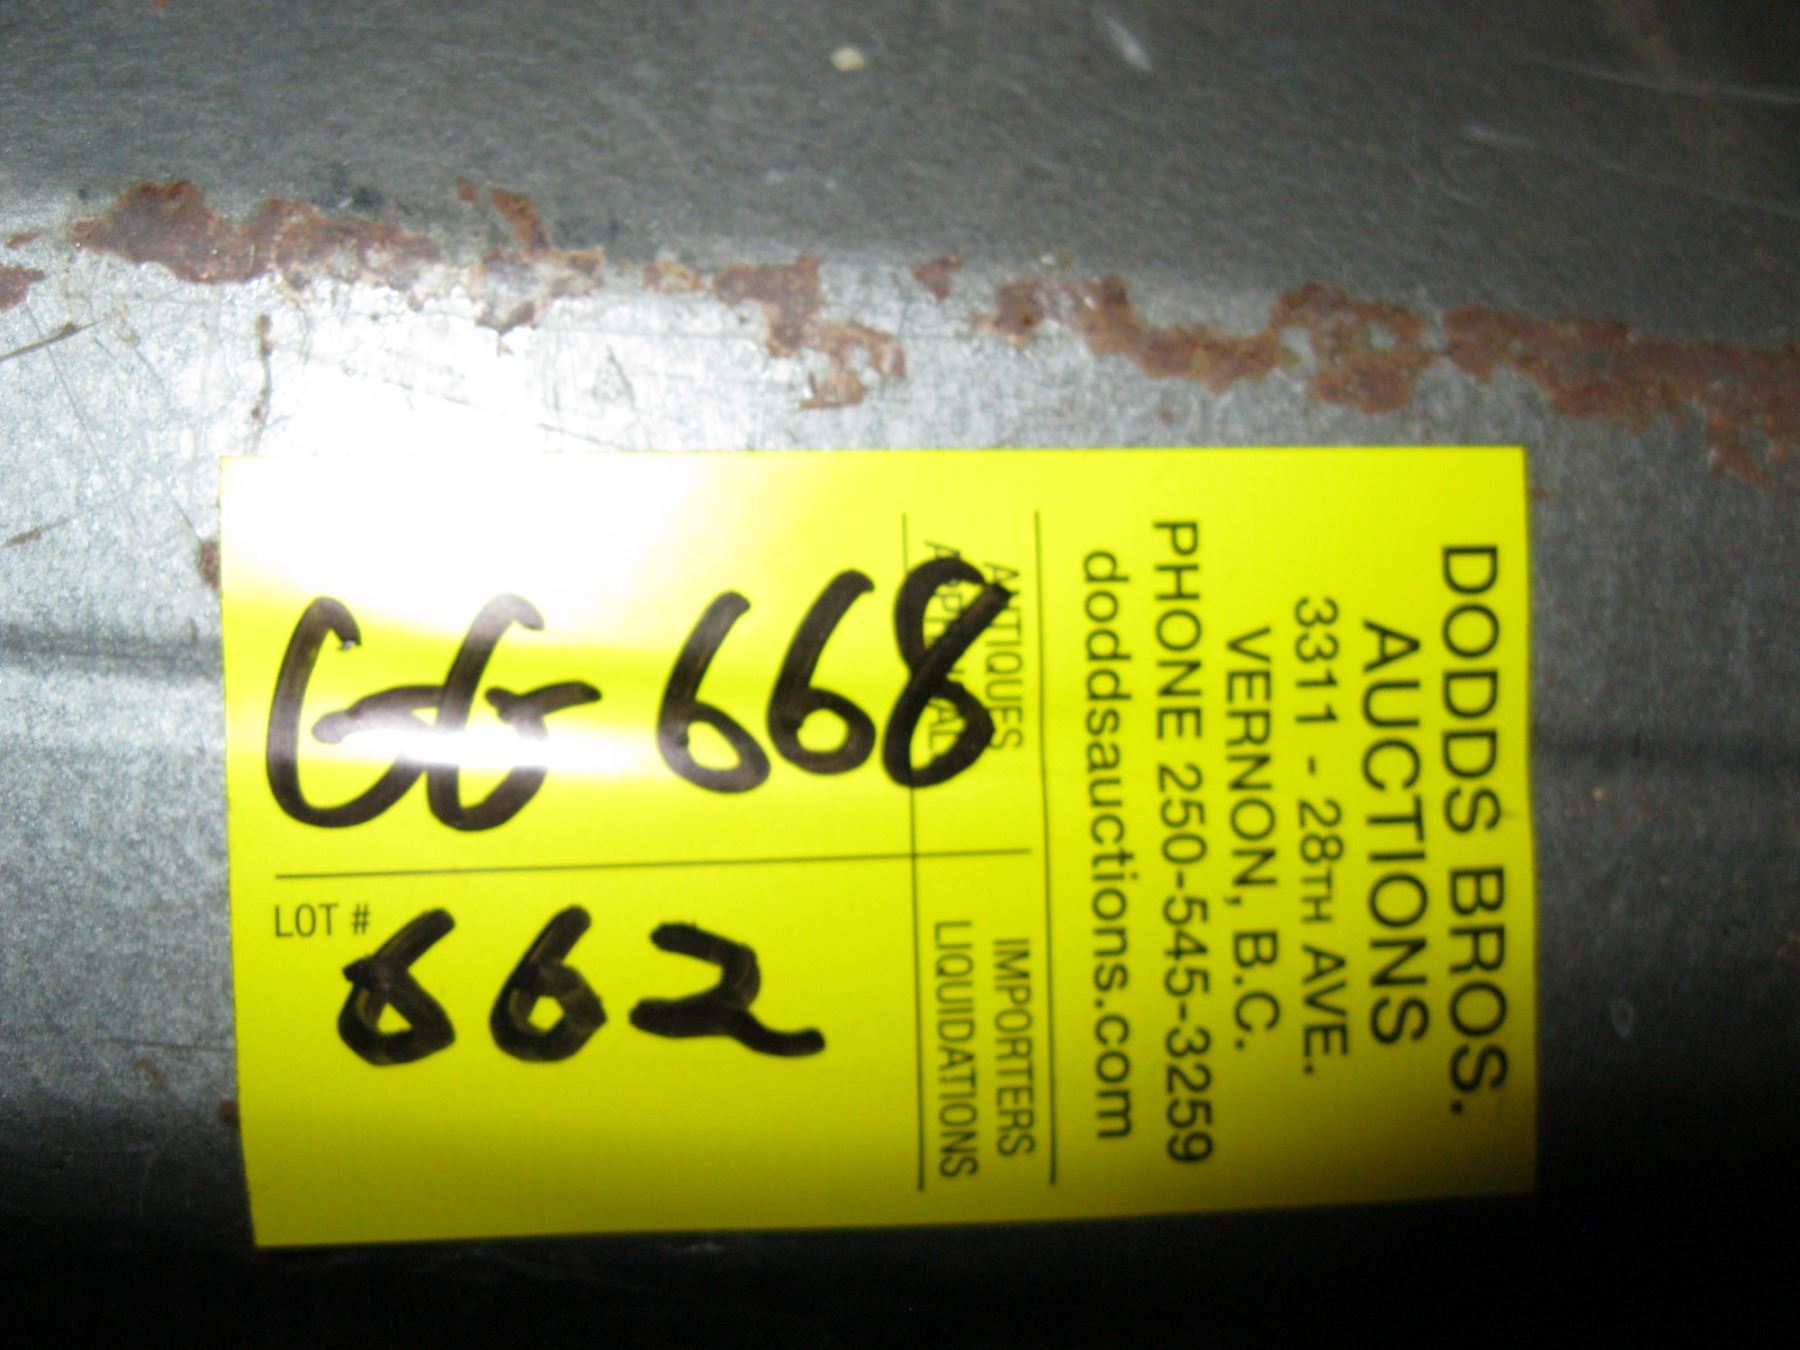 DODDS BROS.
AUCTIONS
3311 - 28TH AVE.
VERNON, B.C.
PHONE 250-545-3259
doddsauctions.com
ANTIQUES IMPORTERS
APPRAISAL LIQUIDATIONS
GG-668
LOT #
662